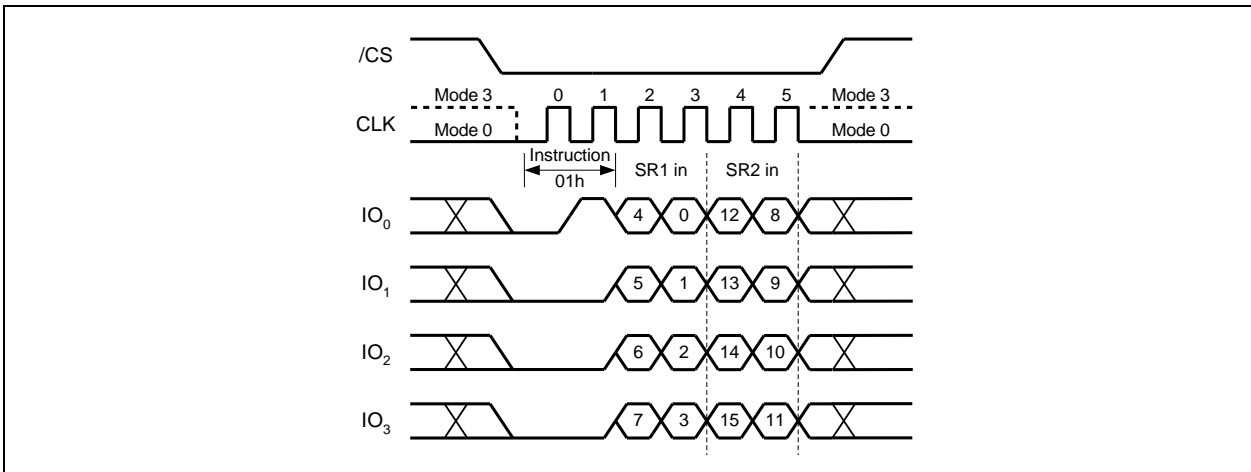 /CS
Mode 3 0 1 2 3 4 5 Mode 3
CLK Mode 0 Mode 0
Instruction SR1 in SR2 in
01h
IO0 4 0 12 8
IO1 5 1 13 9
IO2 6 2 14 10
IO3 7 3 15 11